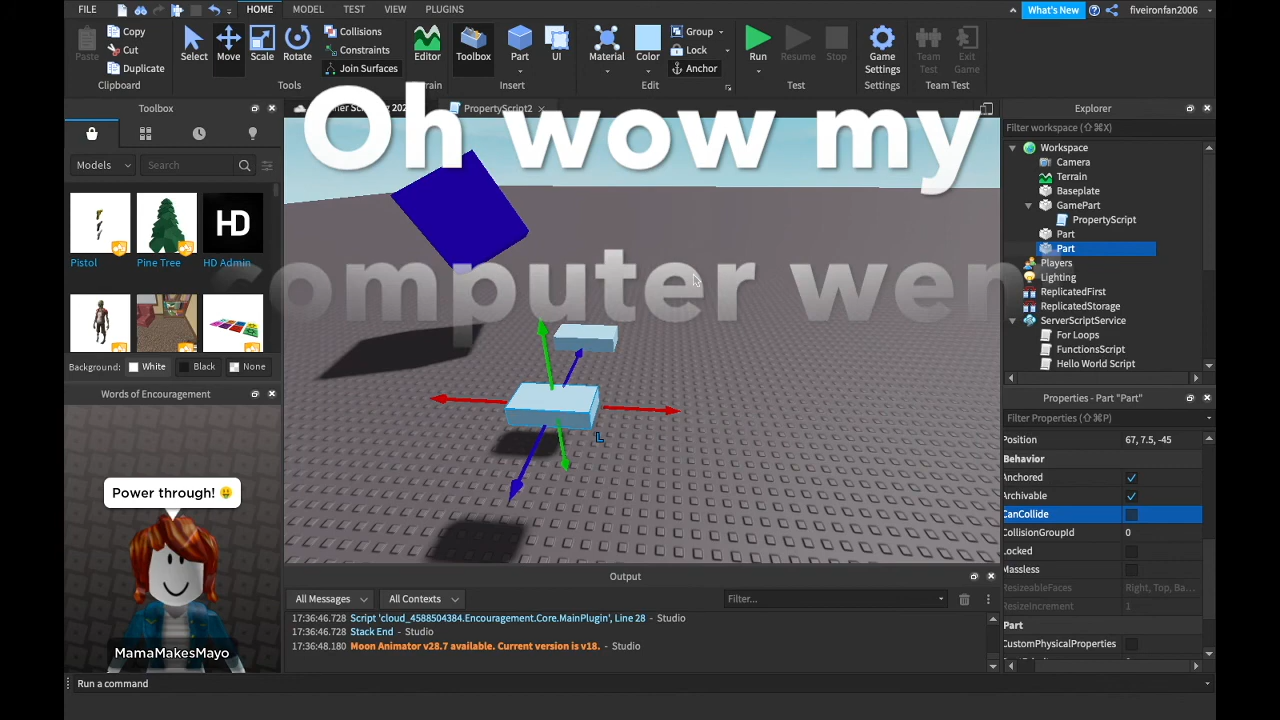 FILE HOME MODEL TEST VIEW PLUGINS What's New fiveironfan2006
Paste Copy Cut Duplicate Select Move Scale Rotate Collisions Constraints Join Surfaces Editor Toolbox Part UI Material Color Group Lock Anchor Run Resume Stop Game Settings Team Test Exit Game
Clipboard Tools Insert Edit Test Settings Team Test
Toolbox
PropertyScript2
Oh wow my
computer wen
Models Search
Pistol Pine Tree HD Admin
HD
Background: White Black None
Words of Encouragement
Power through!
MamaMakesMayo
Output
All Messages All Contexts Filter...
17:36:46.728 Script 'cloud_4588504384.Encouragement.Core.MainPlugin', Line 28 - Studio
17:36:46.728 Stack End - Studio
17:36:48.180 Moon Animator v28.7 available. Current version is v18. - Studio
Run a command
Explorer
Filter workspace (⇧⌘X)
Workspace
Camera
Terrain
Baseplate
GamePart
PropertyScript
Part
Part
Players
Lighting
ReplicatedFirst
ReplicatedStorage
ServerScriptService
For Loops
FunctionsScript
Hello World Script
Properties - Part "Part"
Filter Properties (⇧⌘P)
Position 67, 7.5, -45
Behavior
Anchored
Archivable
CanCollide
CollisionGroupId 0
Locked
Massless
ResizeableFaces Right, Top, Ba...
ResizeIncrement 1
Part
CustomPhysicalProperties